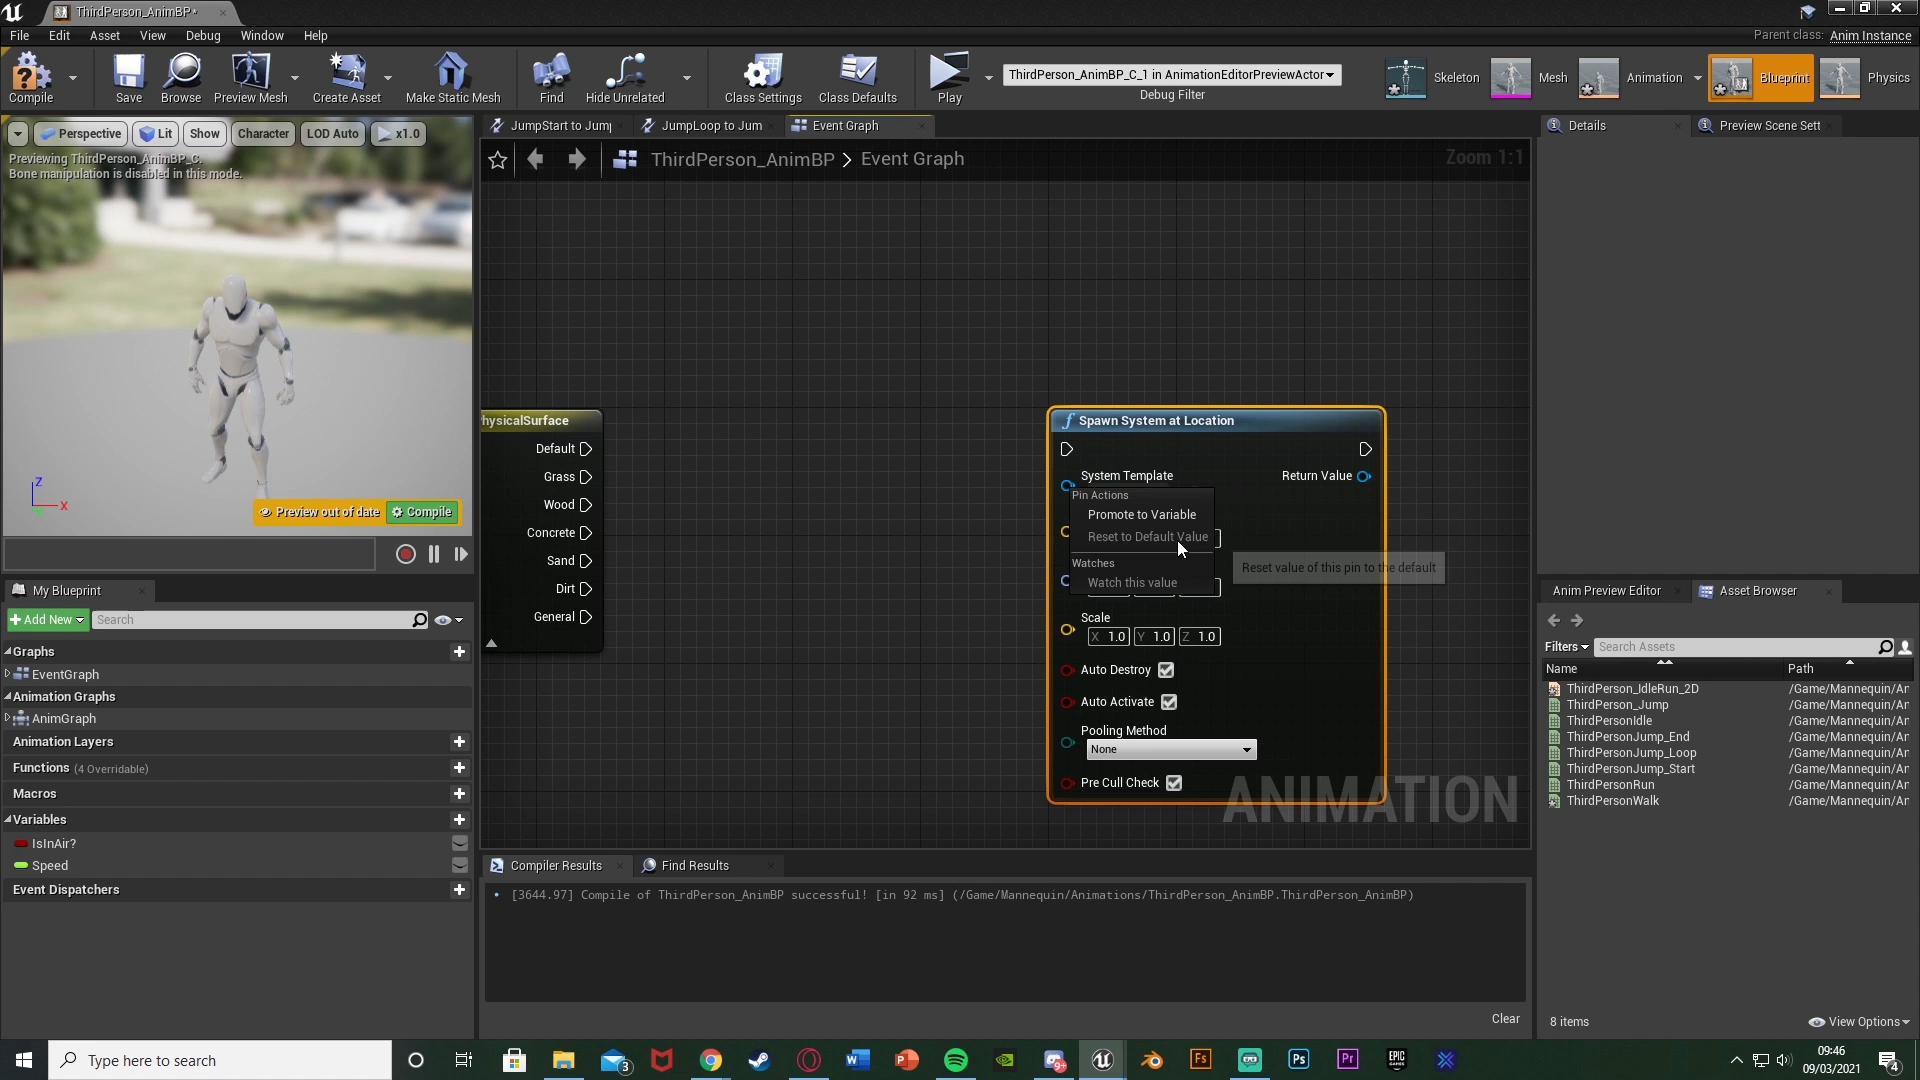 ThirdPerson_AnimBP*
File Edit Asset View Debug Window Help
Parent class: Anim Instance
Compile
Save
Browse
Preview Mesh
Create Asset
Make Static Mesh
Find
Hide Unrelated
Class Settings
Class Defaults
Play
ThirdPerson_AnimBP_C_1 in AnimationEditorPreviewActor
Debug Filter
Skeleton
Mesh
Animation
Blueprint
Physics
Perspective
Lit
Show
Character
LOD Auto
x1.0
Previewing ThirdPerson_AnimBP_C.
Bone manipulation is disabled in this mode.
Z
X
Preview out of date
Compile
JumpStart to Jump
JumpLoop to Jum
Event Graph
ThirdPerson_AnimBP > Event Graph
Zoom 1:1
hysicalSurface
Default
Grass
Wood
Concrete
Sand
Dirt
General
f Spawn System at Location
System Template
Return Value
Pin Actions
Promote to Variable
Reset to Default Value
Watches
Watch this value
Reset value of this pin to the default
Scale
X 1.0 Y 1.0 Z 1.0
Auto Destroy
Auto Activate
Pooling Method
None
Pre Cull Check
ANIMATION
My Blueprint
Add New
Search
Graphs
EventGraph
Animation Graphs
AnimGraph
Animation Layers
Functions (4 Overridable)
Macros
Variables
IsInAir?
Speed
Event Dispatchers
Compiler Results
Find Results
[3644.97] Compile of ThirdPerson_AnimBP successful! [in 92 ms] (/Game/Mannequin/Animations/ThirdPerson_AnimBP.ThirdPerson_AnimBP)
Clear
Details
Preview Scene Sett
Anim Preview Editor
Asset Browser
Filters
Search Assets
Name Path
ThirdPerson_IdleRun_2D /Game/Mannequin/An
ThirdPerson_Jump /Game/Mannequin/An
ThirdPersonIdle /Game/Mannequin/An
ThirdPersonJump_End /Game/Mannequin/An
ThirdPersonJump_Loop /Game/Mannequin/An
ThirdPersonJump_Start /Game/Mannequin/An
ThirdPersonRun /Game/Mannequin/An
ThirdPersonWalk /Game/Mannequin/An
8 items
View Options
Type here to search
3
W
P
9+
Fs
Ps
Pr
EPIC GAMES
09:46
09/03/2021
4